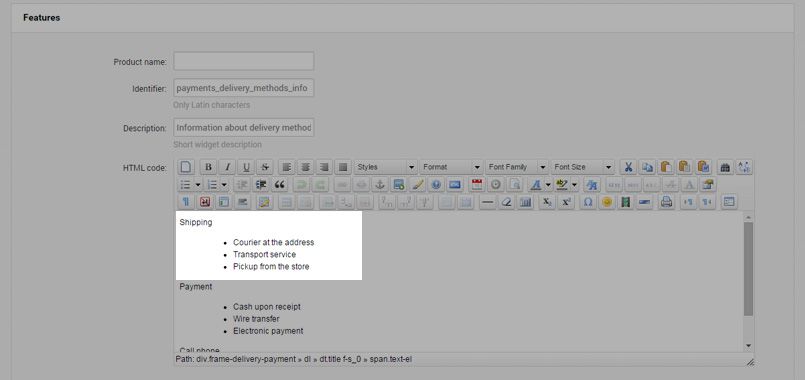 Features
Product name:
Identifier: payments_delivery_methods_info
Only Latin characters
Description: Information about delivery method
Short widget description
HTML code: B I U S Styles Format Font Family Font Size
Shipping
Courier at the address
Transport service
Pickup from the store
Payment
Cash upon receipt
Wire transfer
Electronic payment
Call phone
Path: div.frame-delivery-payment » dl » dt.title f-s_0 » span.text-el